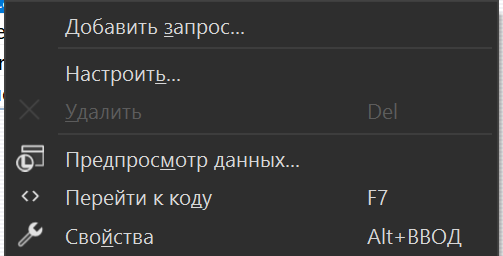 Добавить запрос...
Настроить...
Удалить Del
Предпросмотр данных...
Перейти к коду F7
Свойства Alt+ВВОД